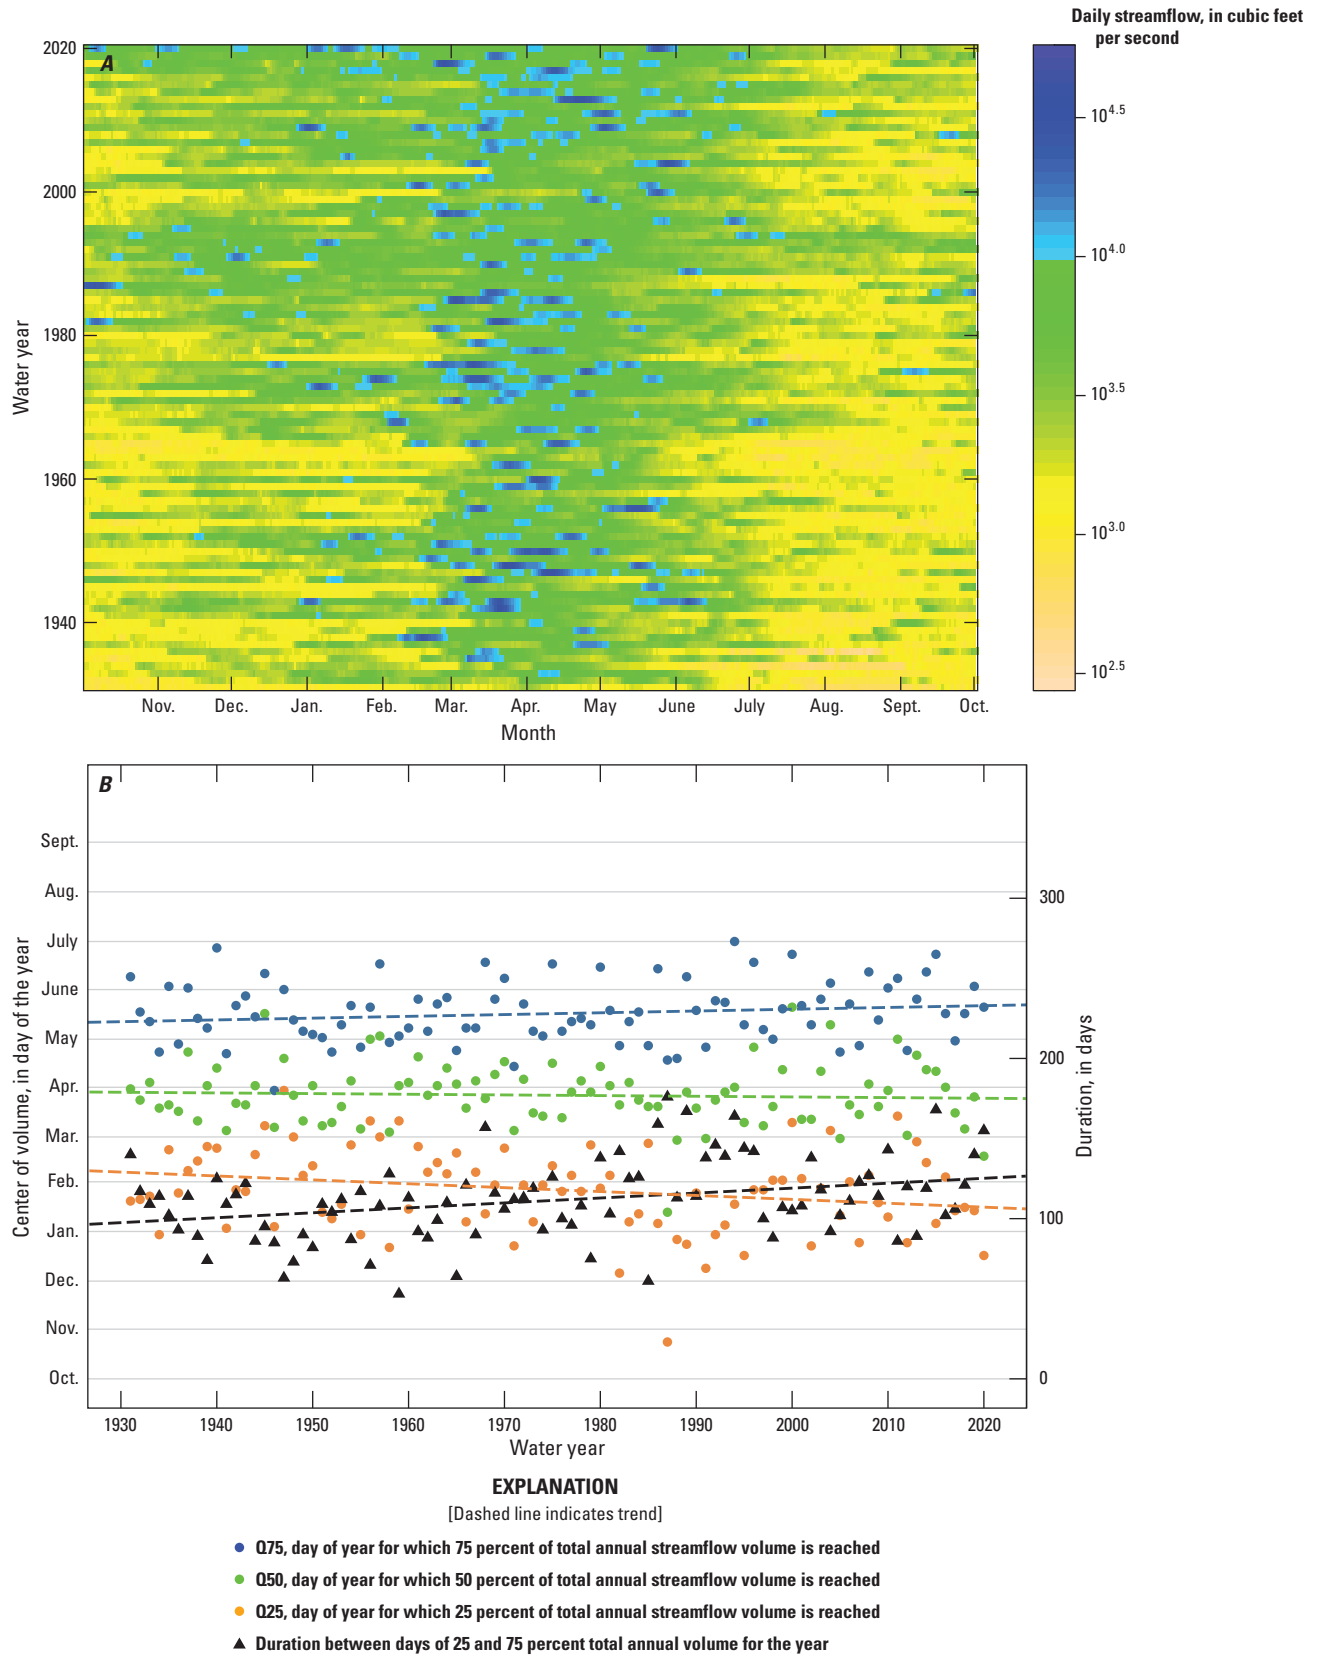 Daily streamflow, in cubic feet
per second
A
2020
2000
1980
1960
1940
Water year
Nov. Dec. Jan. Feb. Mar. Apr. May June July Aug. Sept. Oct.
Month
10^4.5
10^4.0
10^3.5
10^3.0
10^2.5
B
Sept.
Aug.
July
June
May
Apr.
Mar.
Feb.
Jan.
Dec.
Nov.
Oct.
Center of volume, in day of the year
300
200
100
0
Duration, in days
1930 1940 1950 1960 1970 1980 1990 2000 2010 2020
Water year
EXPLANATION
[Dashed line indicates trend]
Q75, day of year for which 75 percent of total annual streamflow volume is reached
Q50, day of year for which 50 percent of total annual streamflow volume is reached
Q25, day of year for which 25 percent of total annual streamflow volume is reached
Duration between days of 25 and 75 percent total annual volume for the year